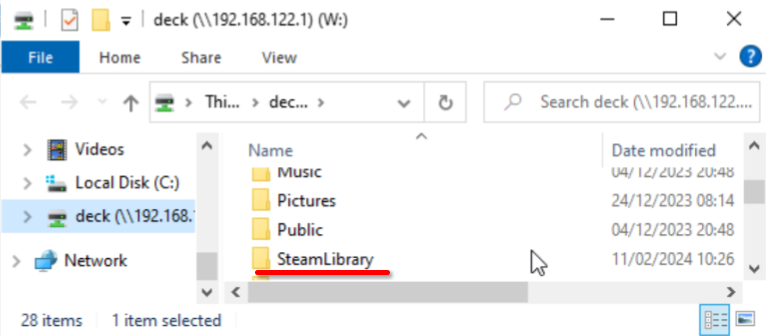 deck (\\192.168.122.1) (W:)
File Home Share View
Thi... dec... Search deck (\\192.168.122....
Videos
Local Disk (C:)
deck (\\192.168.
Network
Name Date modified
Music 04/12/2023 20:48
Pictures 24/12/2023 08:14
Public 04/12/2023 20:48
SteamLibrary 11/02/2024 10:26
28 items 1 item selected